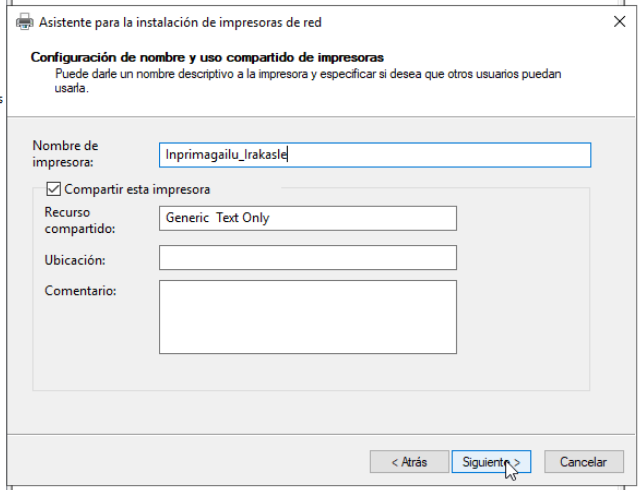 Asistente para la instalación de impresoras de red
Configuración de nombre y uso compartido de impresoras
Puede darle un nombre descriptivo a la impresora y especificar si desea que otros usuarios puedan
usarla.
s
Nombre de
impresora:
Inprimagailu_Irakasle
Compartir esta impresora
Recurso
compartido:
Generic  Text Only
Ubicación:
Comentario:
< Atrás
Siguiente >
Cancelar